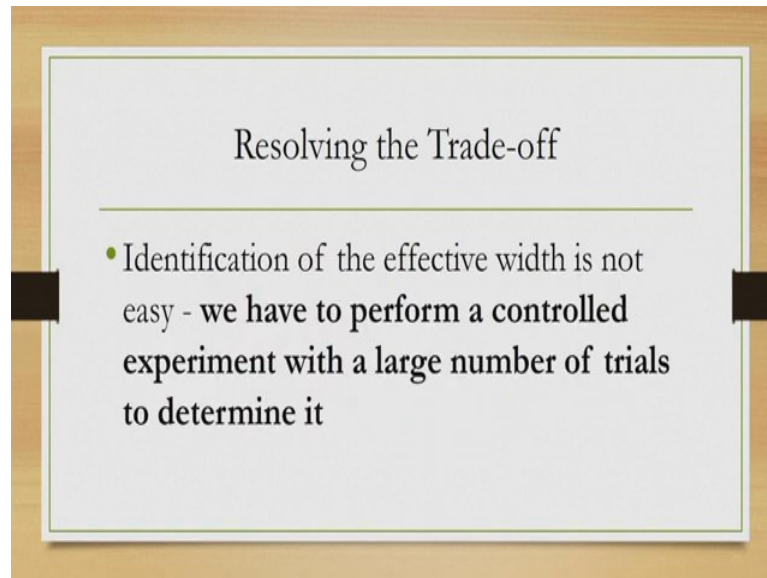 Resolving the Trade-off
• Identification of the effective width is not
easy - we have to perform a controlled
experiment with a large number of trials
to determine it